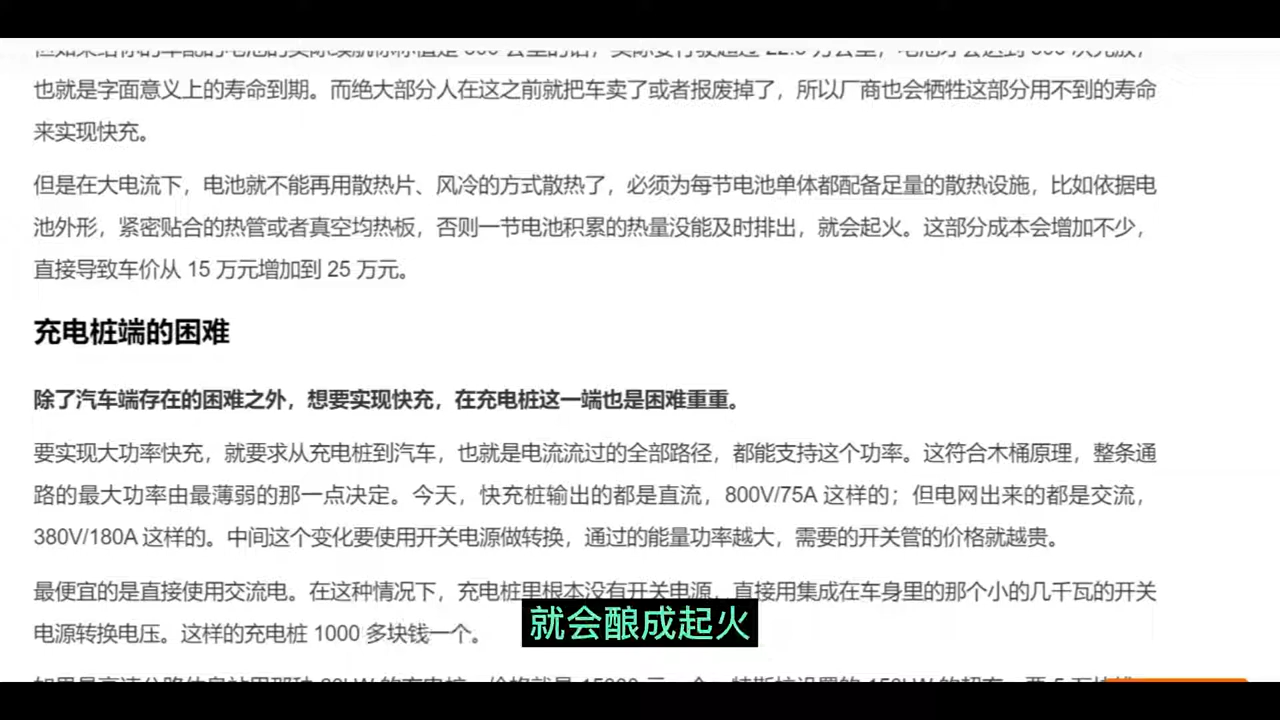 也就是字面意义上的寿命到期。而绝大部分人在这之前就把车卖了或者报废掉了，所以厂商也会牺牲这部分用不到的寿命
来实现快充。
但是在大电流下，电池就不能再用散热片、风冷的方式散热了，必须为每节电池单体都配备足量的散热设施，比如依据电
池外形，紧密贴合的热管或者真空均热板，否则一节电池积累的热量没能及时排出，就会起火。这部分成本会增加不少，
直接导致车价从 15 万元增加到 25 万元。
充电桩端的困难
除了汽车端存在的困难之外，想要实现快充，在充电桩这一端也是困难重重。
要实现大功率快充，就要求从充电桩到汽车，也就是电流流过的全部路径，都能支持这个功率。这符合木桶原理，整条通
路的最大功率由最薄弱的那一点决定。今天，快充桩输出的都是直流，800V/75A 这样的；但电网出来的都是交流，
380V/180A 这样的。中间这个变化要使用开关电源做转换，通过的能量功率越大，需要的开关管的价格就越贵。
最便宜的是直接使用交流电。在这种情况下，充电桩里根本没有开关电源，直接用集成在车身里的那个小的几千瓦的开关
电源转换电压。这样的充电桩 1000 多块钱一个。
就会酿成起火